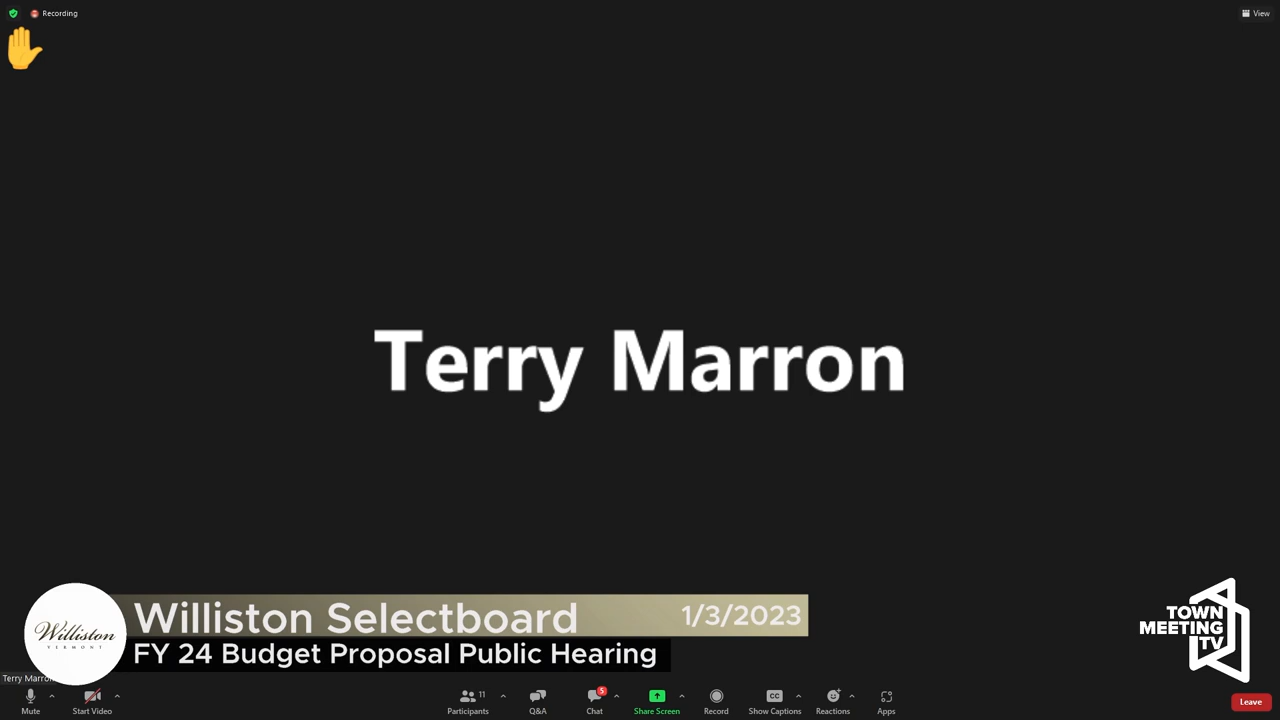 Recording
View
Terry Marron
Williston Selectboard
1/3/2023
FY 24 Budget Proposal Public Hearing
Williston
VERMONT
TOWN
MEETING
TV
Terry Marron
Mute
Start Video
11
Participants
Q&A
5
Chat
Share Screen
Record
CC
Show Captions
Reactions
Apps
Leave